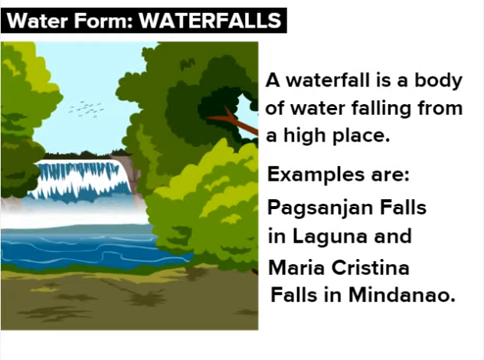 Water Form: WATERFALLS
A waterfall is a body
of water falling from
a high place.
Examples are:
Pagsanjan Falls
in Laguna and
Maria Cristina
Falls in Mindanao.